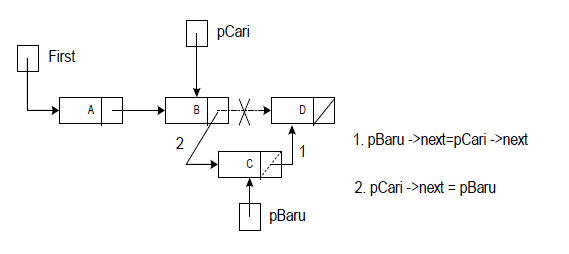 pCari
First
A
B
D
2
C
1
1. pBaru ->next=pCari ->next
2. pCari ->next = pBaru
pBaru